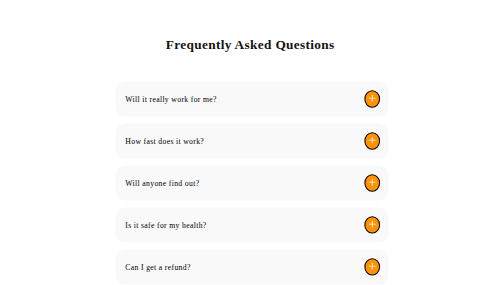 Frequently Asked Questions
Will it really work for me?
+
How fast does it work?
+
Will anyone find out?
+
Is it safe for my health?
+
Can I get a refund?
+